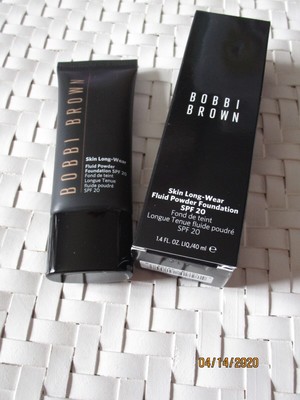 BOBBI BROWN
Skin Long-Wear
Fluid Powder
Foundation SPF 20
Fond de teint
Longue Tenue
fluide poudré
SPF 20
BOBBI
BROWN
Skin Long-Wear
Fluid Powder Foundation
SPF 20
Fond de teint
Longue Tenue fluide poudré
SPF 20
1.4 FL. OZ. LIQ./40 ml ℮
04/14/2020